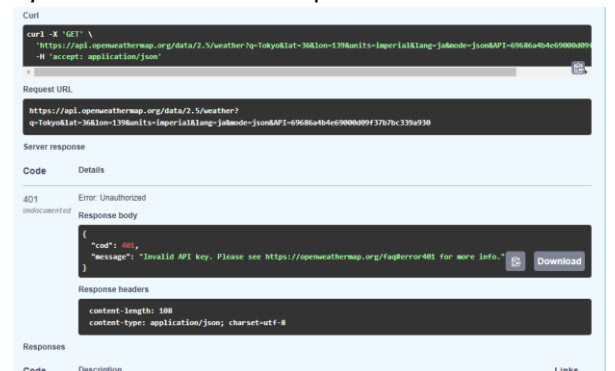 Curl
curl -X 'GET' \
'https://api.openweathermap.org/data/2.5/weather?q=Tokyo&lat=36&lon=139&units=imperial&lang=ja&mode=json&API=69686a4b4e69000d09f
-H 'accept: application/json'
Request URL
https://api.openweathermap.org/data/2.5/weather?
q=Tokyo&lat=36&lon=139&units=imperial&lang=ja&mode=json&API=69686a4b4e69000d09f37b7bc339a930
Server response
Code Details
401 Error: Unauthorized
Undocumented Response body
{
"cod": 401,
"message": "Invalid API key. Please see https://openweathermap.org/faq#error401 for more info."
}
Download
Response headers
content-length: 108
content-type: application/json; charset=utf-8
Responses
Code Description Links